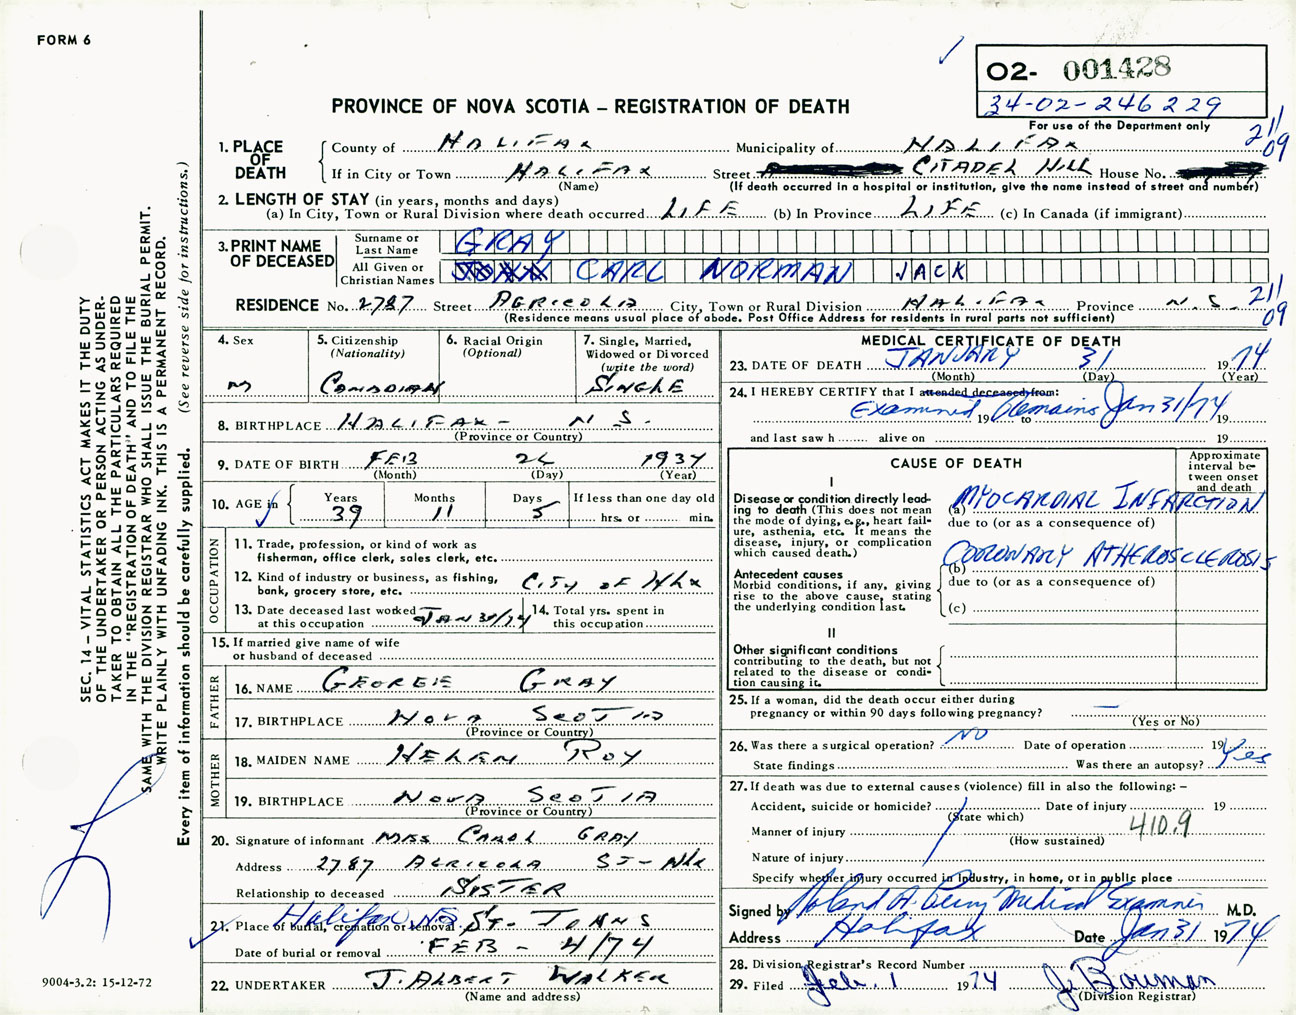 FORM 6
O2- 001428
34-02-246229
For use of the Department only
PROVINCE OF NOVA SCOTIA – REGISTRATION OF DEATH
211
09
1. PLACE OF DEATH
County of HALIFAX Municipality of HALIFAX
If in City or Town HALIFAX Street CITADEL HILL House No.
(Name) (If death occurred in a hospital or institution, give the name instead of street and number)
2. LENGTH OF STAY (in years, months and days)
(a) In City, Town or Rural Division where death occurred LIFE (b) In Province LIFE (c) In Canada (if immigrant)
3. PRINT NAME OF DECEASED
Surname or Last Name GRAY
All Given or Christian Names CARL NORMAN JACK
RESIDENCE No. 2787 Street AGRICOLA City, Town or Rural Division HALIFAX Province N.S.
211
09
(Residence means usual place of abode. Post Office Address for residents in rural parts not sufficient)
4. Sex
M
5. Citizenship
(Nationality)
CANADIAN
6. Racial Origin
(Optional)
7. Single, Married,
Widowed or Divorced
(write the word)
SINGLE
8. BIRTHPLACE HALIFAX - N S.
(Province or Country)
9. DATE OF BIRTH FEB 26 1934
(Month) (Day) (Year)
10. AGE in
Years Months Days If less than one day old
39 11 5 hrs. or min.
OCCUPATION
11. Trade, profession, or kind of work as
fisherman, office clerk, sales clerk, etc.
12. Kind of industry or business, as fishing,
bank, grocery store, etc. CITY OF HFX
13. Date deceased last worked
at this occupation JAN 30/74
14. Total yrs. spent in
this occupation
15. If married give name of wife
or husband of deceased
FATHER
16. NAME GEORGE GRAY
17. BIRTHPLACE NOVA SCOTIA
(Province or Country)
MOTHER
18. MAIDEN NAME HELEN ROY
19. BIRTHPLACE NOVA SCOTIA
(Province or Country)
20. Signature of informant MISS CAROL GRAY
Address 2787 AGRICOLA ST - Hfx
Relationship to deceased SISTER
21. Place of burial, cremation or removal Halifax, NS ST. JOHNS
Date of burial or removal FEB - 4/74
22. UNDERTAKER J. ALBERT WALKER
(Name and address)
MEDICAL CERTIFICATE OF DEATH
23. DATE OF DEATH JANUARY 31 1974
(Month) (Day) (Year)
24. I HEREBY CERTIFY that I attended deceased from:
Examined 19 Remains to Jan 31/74 19
and last saw h alive on 19
CAUSE OF DEATH
Approximate
interval be-
tween onset
and death
I
Disease or condition directly lead-
ing to death (This does not mean
the mode of dying, e.g., heart fail-
ure, asthenia, etc. It means the
disease, injury, or complication
which caused death.)
(a) MYOCARDIAL INFARCTION
due to (or as a consequence of)
CORONARY ATHEROSCLEROSIS
(b)
due to (or as a consequence of)
Antecedent causes
Morbid conditions, if any, giving
rise to the above cause, stating
the underlying condition last.
(c)
II
Other significant conditions
contributing to the death, but not
related to the disease or condi-
tion causing it.
25. If a woman, did the death occur either during
pregnancy or within 90 days following pregnancy? —
(Yes or No)
26. Was there a surgical operation? NO Date of operation 19
State findings Was there an autopsy? Yes
27. If death was due to external causes (violence) fill in also the following: –
Accident, suicide or homicide? Date of injury 19
(State which)
Manner of injury 410.9
(How sustained)
Nature of injury
Specify whether injury occurred in industry, in home, or in public place
Signed by Medical Examiner M.D.
Address Halifax Date Jan 31 1974
28. Division Registrar's Record Number
29. Filed Feb. 1 1974 J. Bowman
(Division Registrar)
SEC. 14 – VITAL STATISTICS ACT MAKES IT THE DUTY
OF THE UNDERTAKER OR PERSON ACTING AS UNDER-
TAKER TO OBTAIN ALL THE PARTICULARS REQUIRED
IN THE "REGISTRATION OF DEATH" AND TO FILE THE
SAME WITH THE DIVISION REGISTRAR WHO SHALL ISSUE THE BURIAL PERMIT.
WRITE PLAINLY WITH UNFADING INK. THIS IS A PERMANENT RECORD.
Every item of information should be carefully supplied. (See reverse side for instructions.)
9004-3.2: 15-12-72